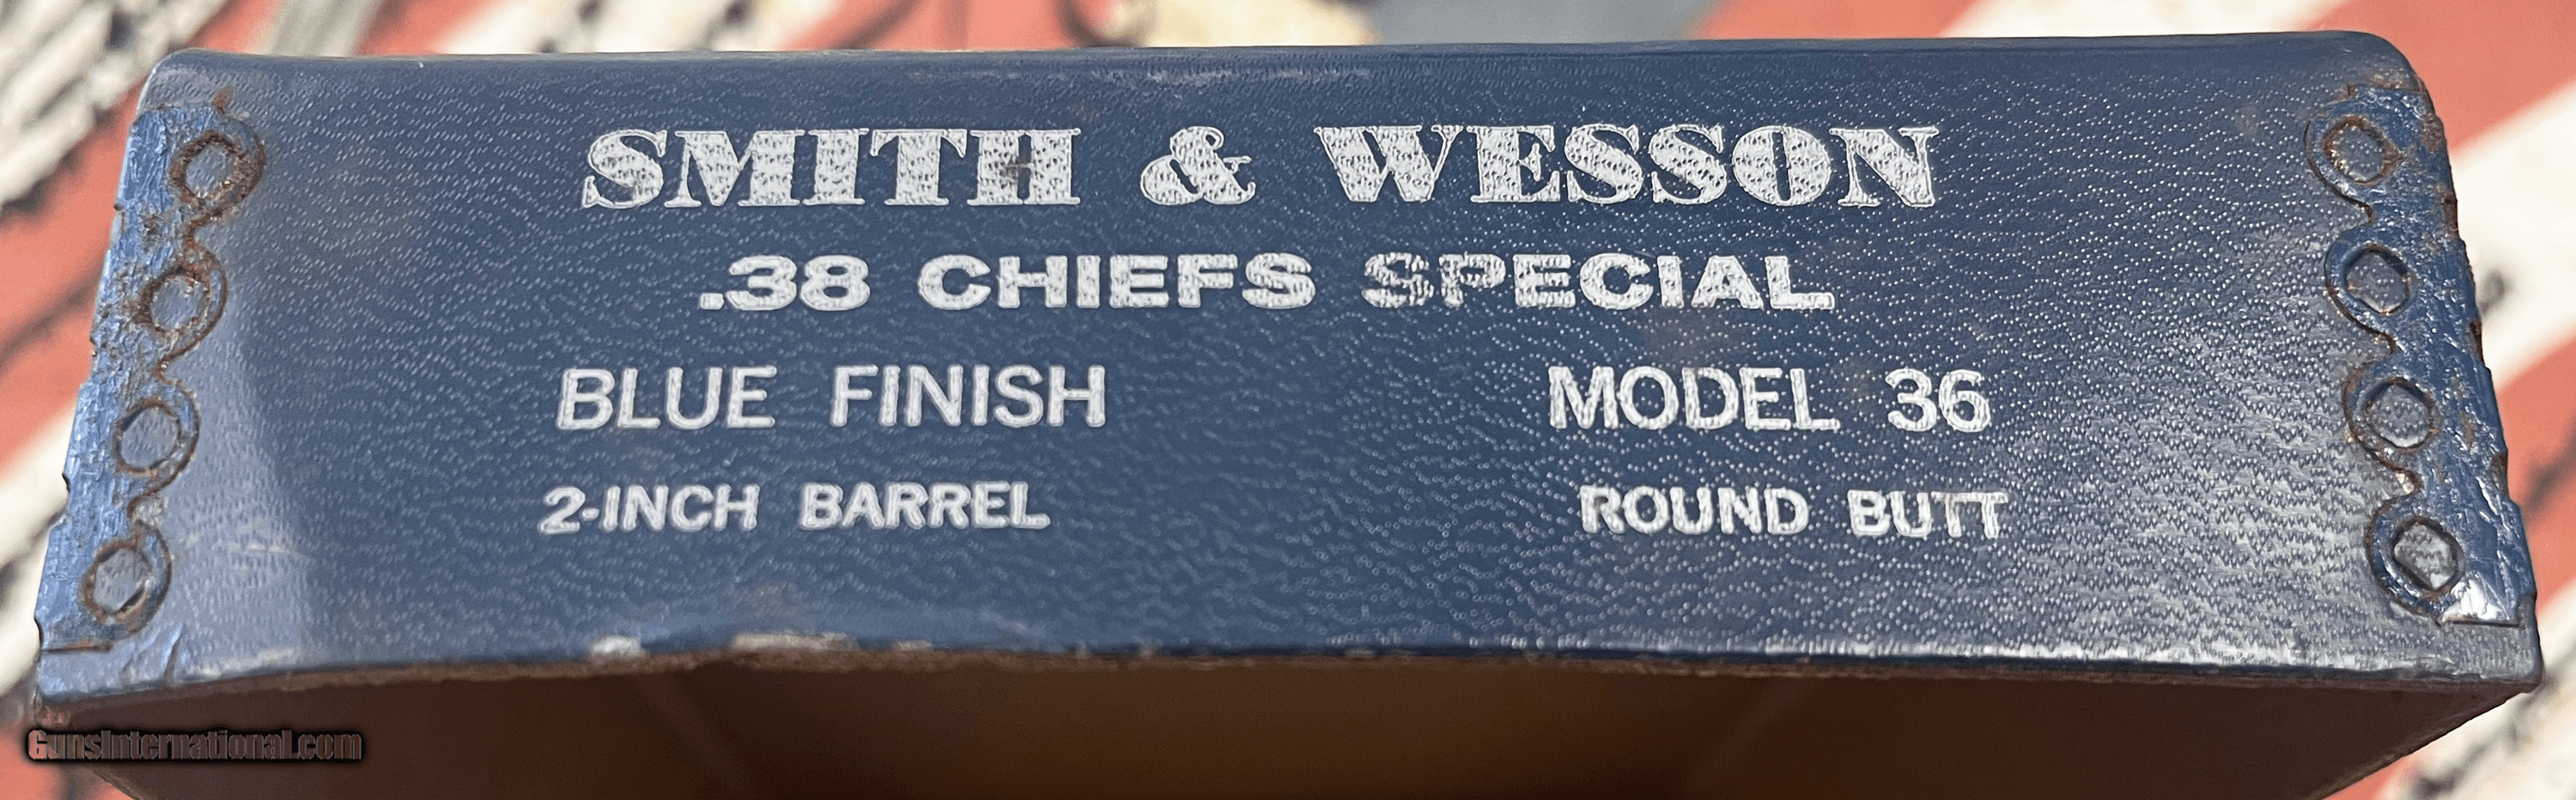 SMITH & WESSON
.38 CHIEFS SPECIAL
BLUE FINISH MODEL 36
2-INCH BARREL ROUND BUTT
GunsInternational.com